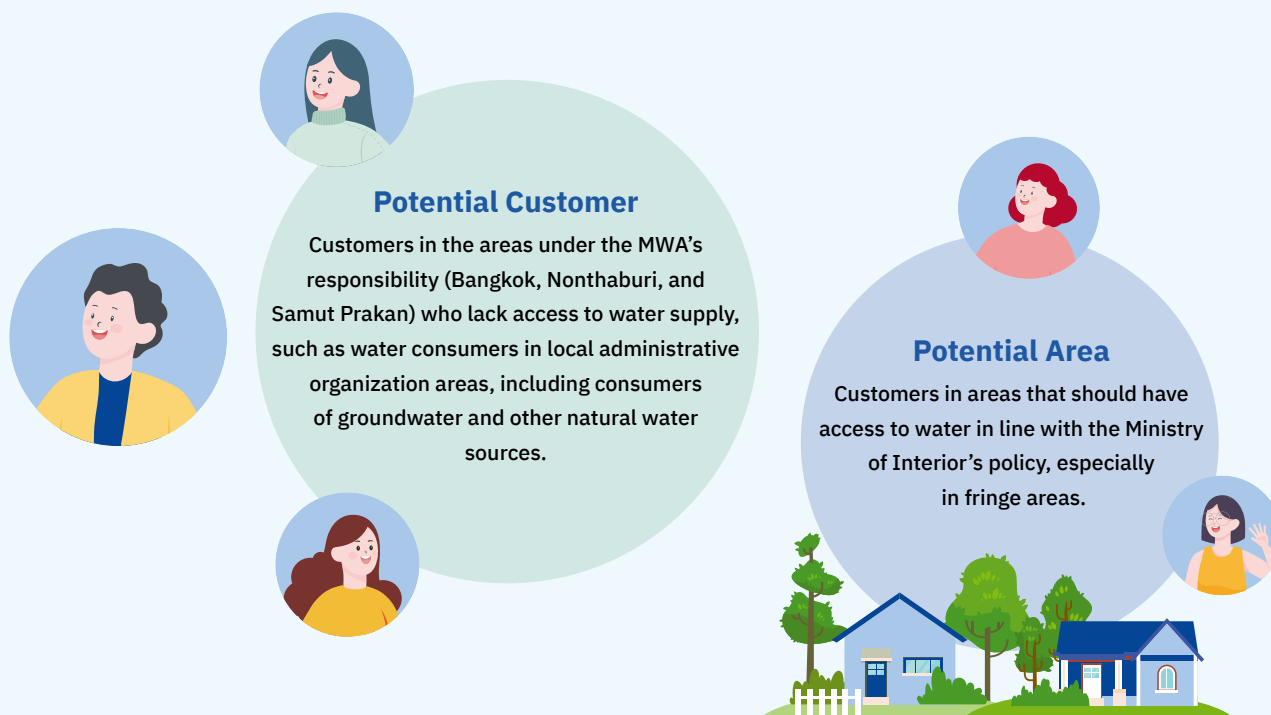 Potential Customer
Customers in the areas under the MWA’s
responsibility (Bangkok, Nonthaburi, and
Samut Prakan) who lack access to water supply,
such as water consumers in local administrative
organization areas, including consumers
of groundwater and other natural water
sources.
Potential Area
Customers in areas that should have
access to water in line with the Ministry
of Interior’s policy, especially
in fringe areas.